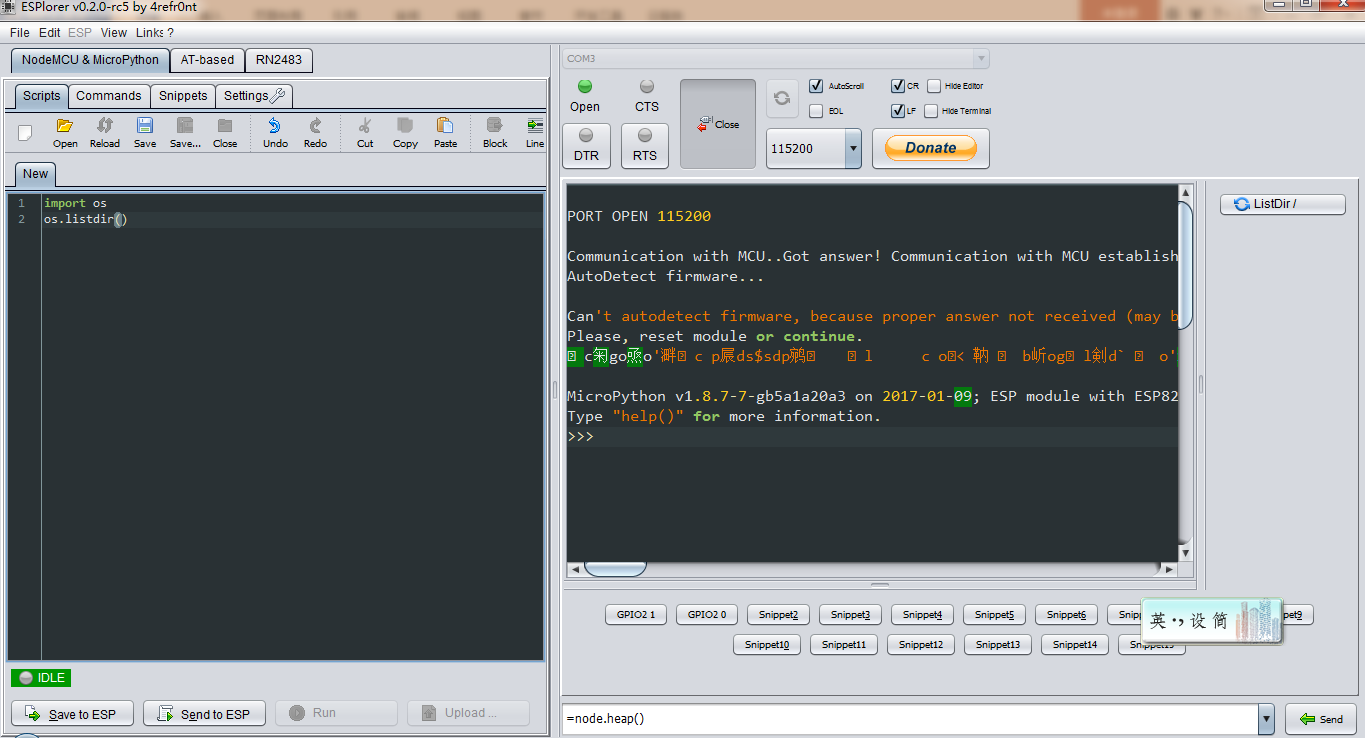 ESPlorer v0.2.0-rc5 by 4refr0nt
File Edit ESP View Links ?
NodeMCU & MicroPython AT-based RN2483
Scripts Commands Snippets Settings
Open Reload Save Save... Close Undo Redo Cut Copy Paste Block Line
New
1 import os
2 os.listdir()
IDLE
Save to ESP Send to ESP Run Upload ...
COM3
Open CTS
DTR RTS
Close
AutoScroll CR Hide Editor
EOL LF Hide Terminal
115200
Donate
PORT OPEN 115200
Communication with MCU..Got answer! Communication with MCU establish
AutoDetect firmware...
Can't autodetect firmware, because proper answer not received (may b
Please, reset module or continue.
MicroPython v1.8.7-7-gb5a1a20a3 on 2017-01-09; ESP module with ESP82
Type "help()" for more information.
>>>
ListDir /
GPIO2 1 GPIO2 0 Snippet2 Snippet3 Snippet4 Snippet5 Snippet6
Snippet10 Snippet11 Snippet12 Snippet13 Snippet14
英 设 简
=node.heap()
Send